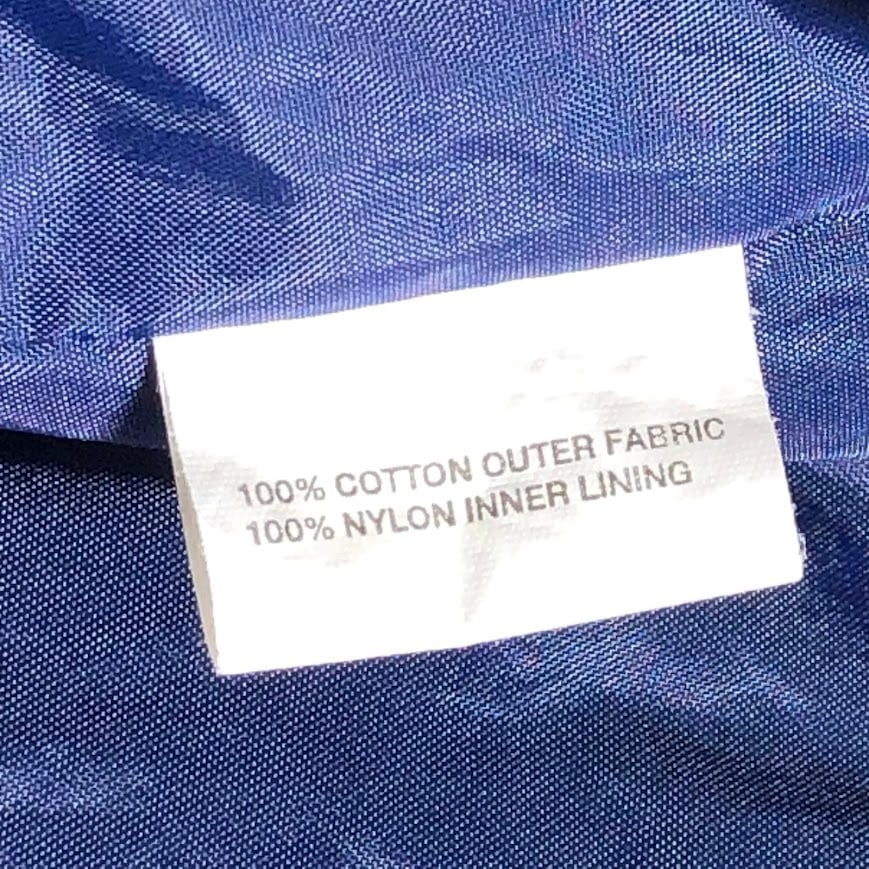 100% COTTON OUTER FABRIC
100% NYLON INNER LINING